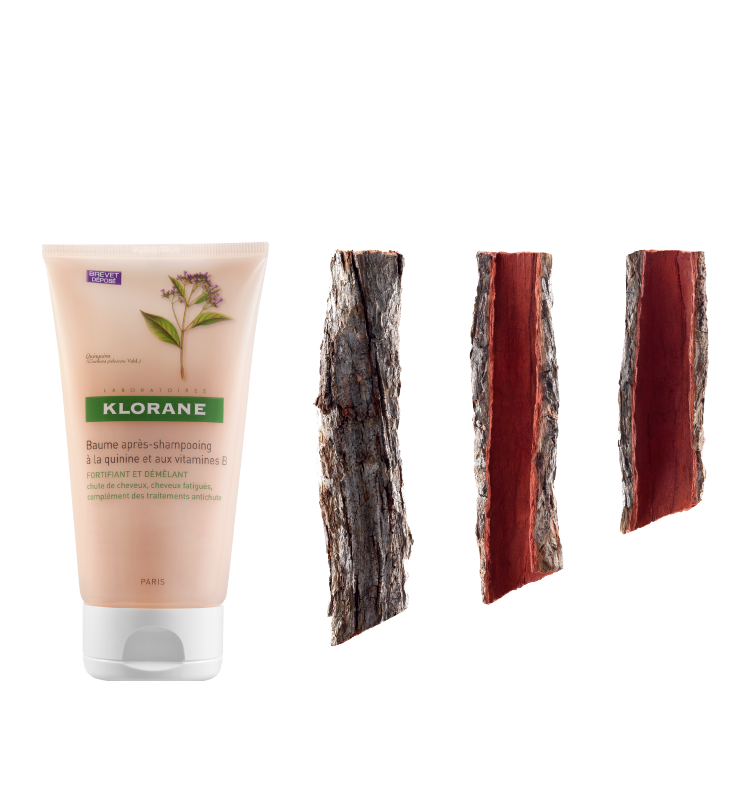 BREVET
DÉPOSÉ
Quinquina
LABORATOIRES
KLORANE
Baume après-shampooing
à la quinine et aux vitamines B
FORTIFIANT ET DÉMÊLANT
chute de cheveux, cheveux fatigués,
complément des traitements antichute
PARIS